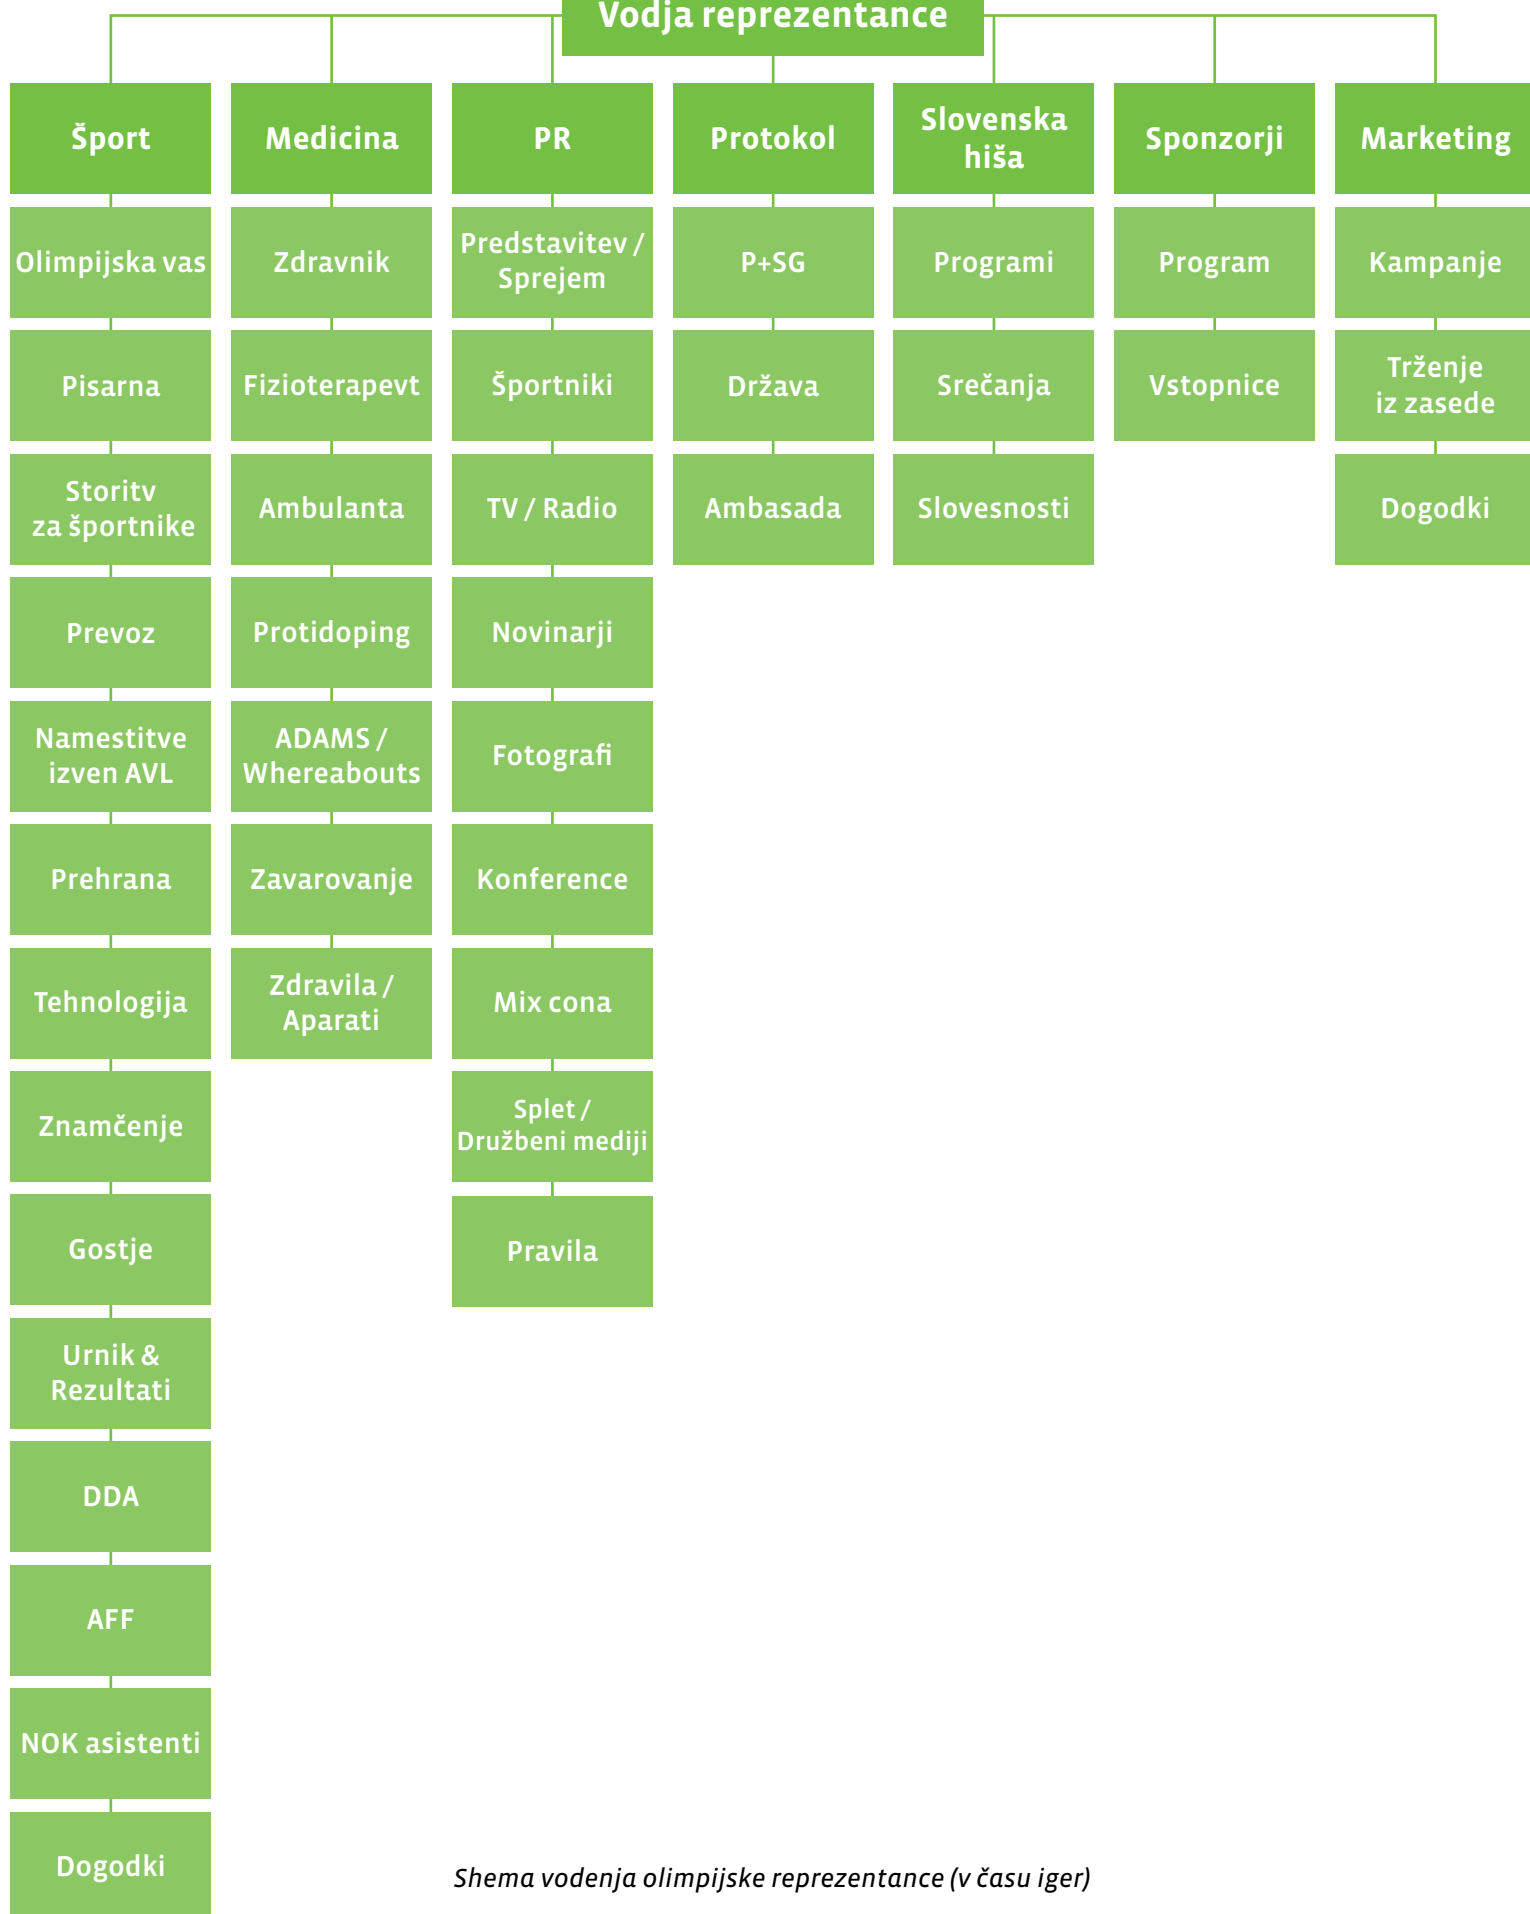 Vodja reprezentance
Šport
Olimpijska vas
Pisarna
Storitv
za športnike
Prevoz
Namestitve
izven AVL
Prehrana
Tehnologija
Znamčenje
Gostje
Urnik &
Rezultati
DDA
AFF
NOK asistenti
Dogodki
Medicina
Zdravnik
Fizioterapevt
Ambulanta
Protidoping
ADAMS /
Whereabouts
Zavarovanje
Zdravila /
Aparati
PR
Predstavitev /
Sprejem
Športniki
TV / Radio
Novinarji
Fotografi
Konference
Mix cona
Splet /
Družbeni mediji
Pravila
Protokol
P+SG
Država
Ambasada
Slovenska
hiša
Programi
Srečanja
Slovesnosti
Sponzorji
Program
Vstopnice
Marketing
Kampanje
Trženje
iz zasede
Dogodki
Shema vodenja olimpijske reprezentance (v času iger)